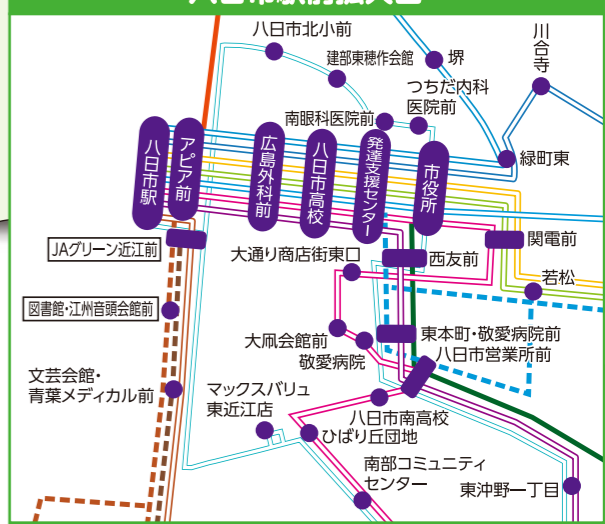 八日市北小前
川合寺
建部東穂作会館
堺
つちだ内科
医院前
南眼科医院前
緑町東
八日市駅
アピア前
広島外科前
八日市高校
発達支援センター
市役所
JAグリーン近江前
大通り商店街東口
西友前
関電前
若松
図書館・江州音頭会館前
大凧会館前
敬愛病院
東本町・敬愛病院前
八日市営業所前
文芸会館・
青葉メディカル前
マックスバリュ
東近江店
八日市南高校
ひばり丘団地
南部コミュニティ
センター
東沖野一丁目